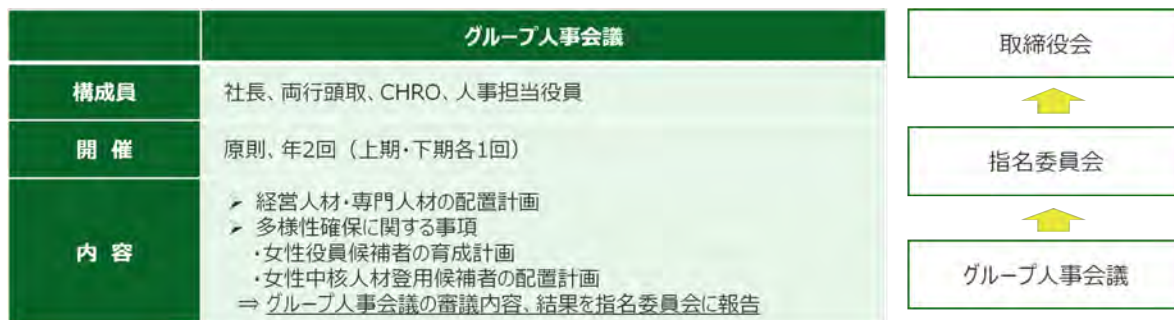 グループ人事会議
構成員
社長、両行頭取、CHRO、人事担当役員
開 催
原則、年2回（上期・下期各1回）
内 容
➢ 経営人材・専門人材の配置計画
➢ 多様性確保に関する事項
・女性役員候補者の育成計画
・女性中核人材登用候補者の配置計画
⇒ グループ人事会議の審議内容、結果を指名委員会に報告
取締役会
指名委員会
グループ人事会議